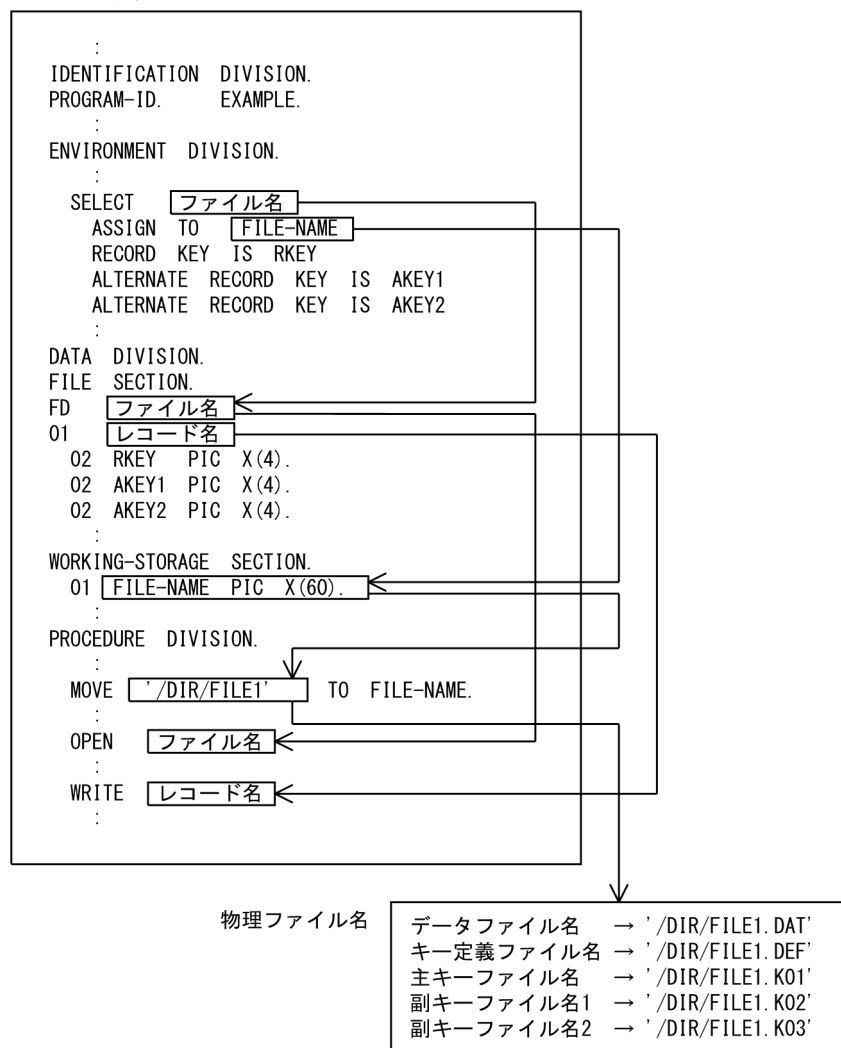 :
IDENTIFICATION DIVISION.
PROGRAM-ID. EXAMPLE.
:
ENVIRONMENT DIVISION.
:
SELECT ファイル名
ASSIGN TO FILE-NAME
RECORD KEY IS RKEY
ALTERNATE RECORD KEY IS AKEY1
ALTERNATE RECORD KEY IS AKEY2
:
DATA DIVISION.
FILE SECTION.
FD ファイル名
01 レコード名
02 RKEY PIC X(4).
02 AKEY1 PIC X(4).
02 AKEY2 PIC X(4).
:
WORKING-STORAGE SECTION.
01 FILE-NAME PIC X(60).
:
PROCEDURE DIVISION.
:
MOVE '/DIR/FILE1' TO FILE-NAME.
:
OPEN ファイル名
:
WRITE レコード名
:
物理ファイル名
データファイル名 → '/DIR/FILE1.DAT'
キー定義ファイル名 → '/DIR/FILE1.DEF'
主キーファイル名 → '/DIR/FILE1.K01'
副キーファイル名1 → '/DIR/FILE1.K02'
副キーファイル名2 → '/DIR/FILE1.K03'